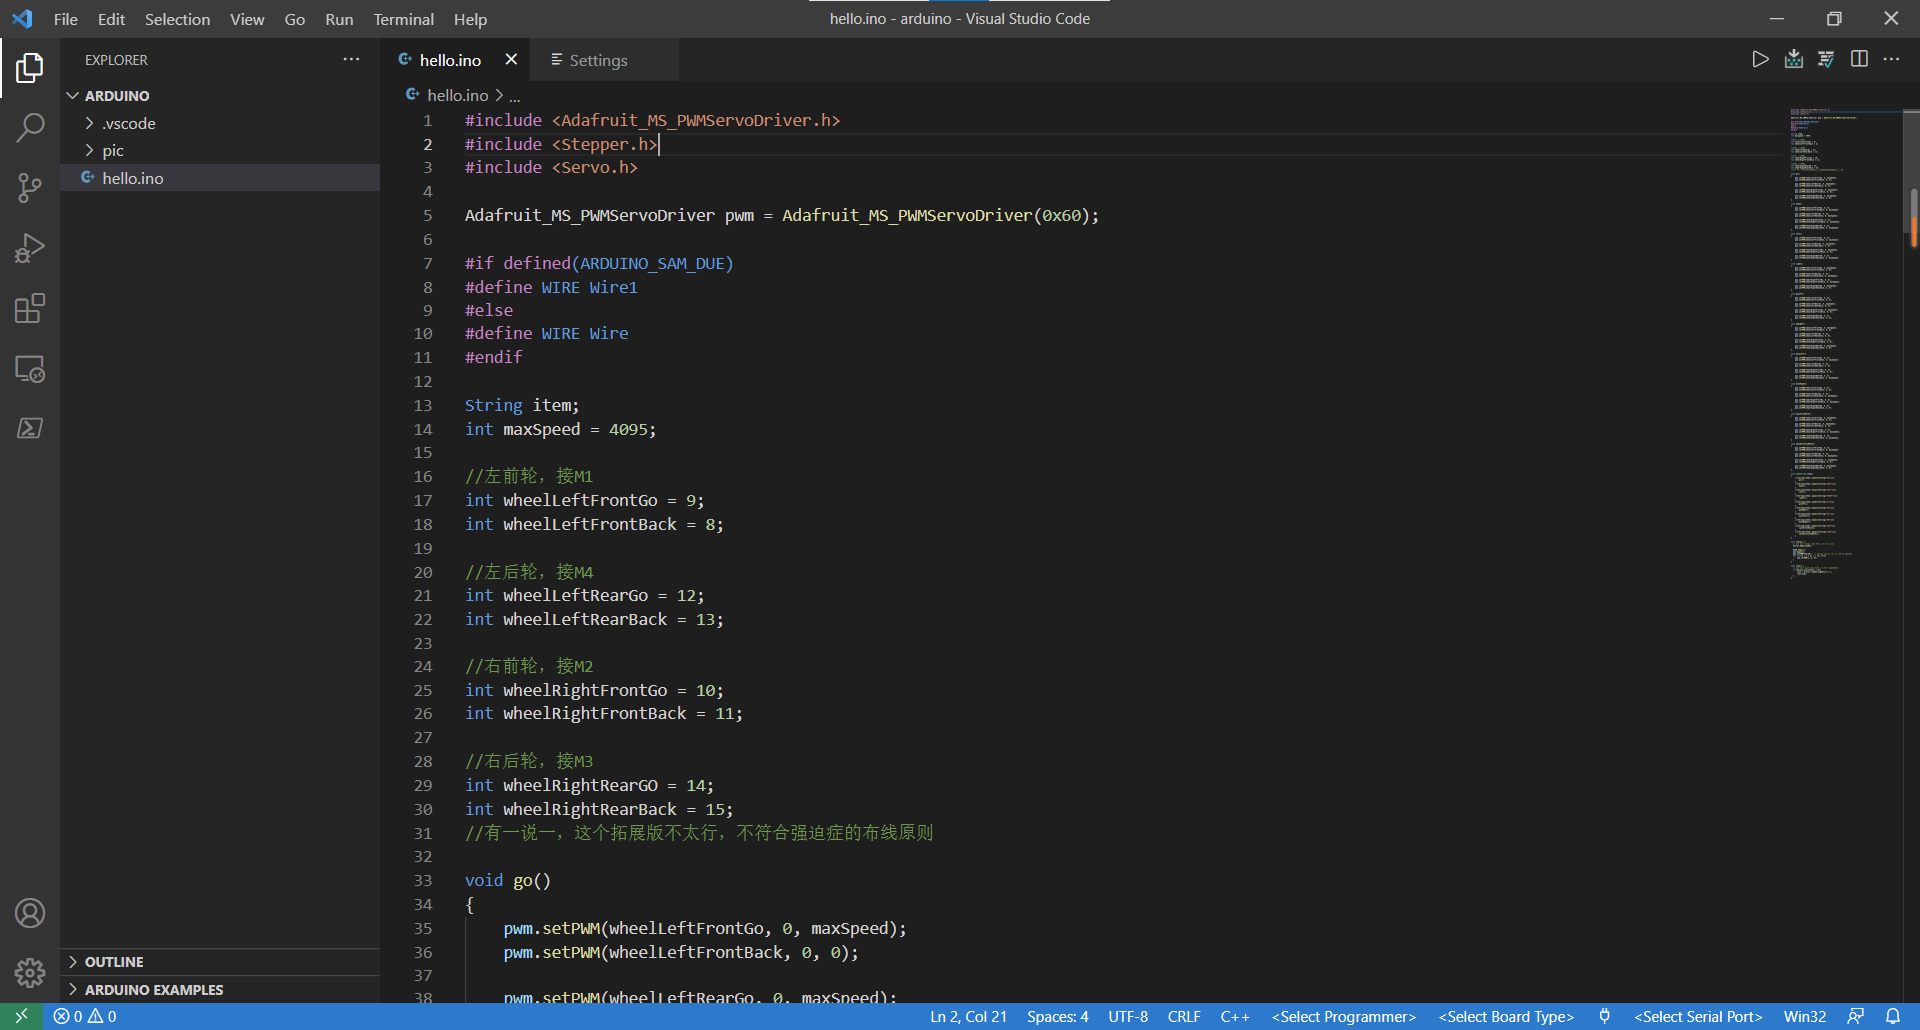 File Edit Selection View Go Run Terminal Help
hello.ino - arduino - Visual Studio Code
EXPLORER
ARDUINO
.vscode
pic
hello.ino
OUTLINE
ARDUINO EXAMPLES
hello.ino
Settings
hello.ino > ...
1 #include <Adafruit_MS_PWMServoDriver.h>
2 #include <Stepper.h>
3 #include <Servo.h>
4
5 Adafruit_MS_PWMServoDriver pwm = Adafruit_MS_PWMServoDriver(0x60);
6
7 #if defined(ARDUINO_SAM_DUE)
8 #define WIRE Wire1
9 #else
10 #define WIRE Wire
11 #endif
12
13 String item;
14 int maxSpeed = 4095;
15
16 //左前轮，接M1
17 int wheelLeftFrontGo = 9;
18 int wheelLeftFrontBack = 8;
19
20 //左后轮，接M4
21 int wheelLeftRearGo = 12;
22 int wheelLeftRearBack = 13;
23
24 //右前轮，接M2
25 int wheelRightFrontGo = 10;
26 int wheelRightFrontBack = 11;
27
28 //右后轮，接M3
29 int wheelRightRearGO = 14;
30 int wheelRightRearBack = 15;
31 //有一说一，这个拓展版不太行，不符合强迫症的布线原则
32
33 void go()
34 {
35 pwm.setPWM(wheelLeftFrontGo, 0, maxSpeed);
36 pwm.setPWM(wheelLeftFrontBack, 0, 0);
37
38 pwm.setPWM(wheelLeftRearGo, 0, maxSpeed);
0 0
Ln 2, Col 21 Spaces: 4 UTF-8 CRLF C++ <Select Programmer> <Select Board Type> <Select Serial Port> Win32